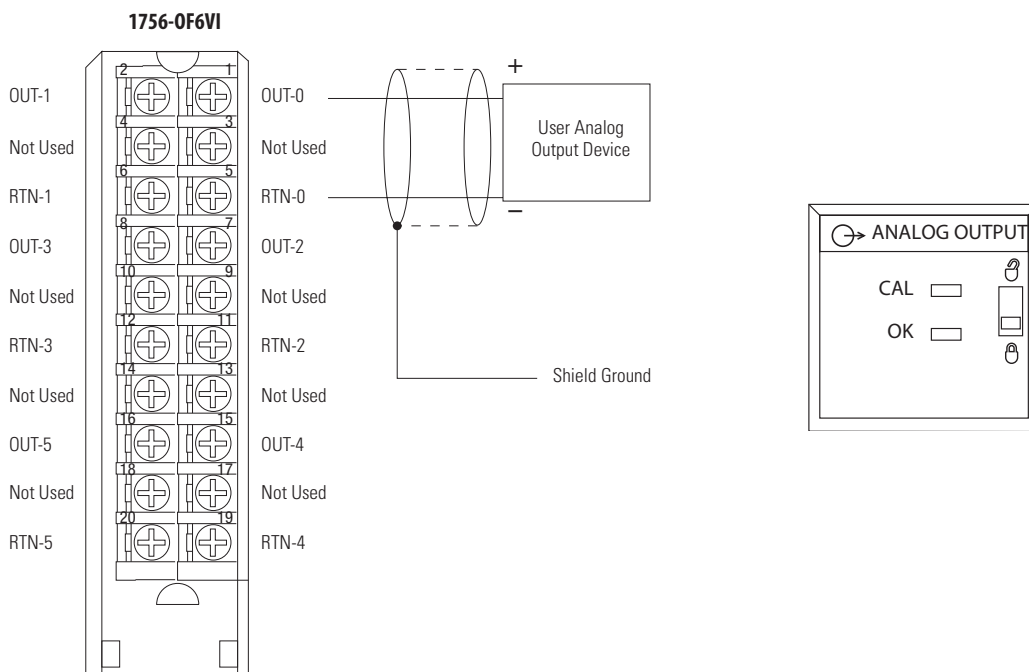 1756-OF6VI
2 1
OUT-1 OUT-0
4 3
Not Used Not Used
6 5
RTN-1 RTN-0
8 7
OUT-3 OUT-2
10 9
Not Used Not Used
12 11
RTN-3 RTN-2
14 13
Not Used Not Used
16 15
OUT-5 OUT-4
18 17
Not Used Not Used
20 19
RTN-5 RTN-4
+
User Analog
Output Device
–
Shield Ground
ANALOG OUTPUT
CAL
OK